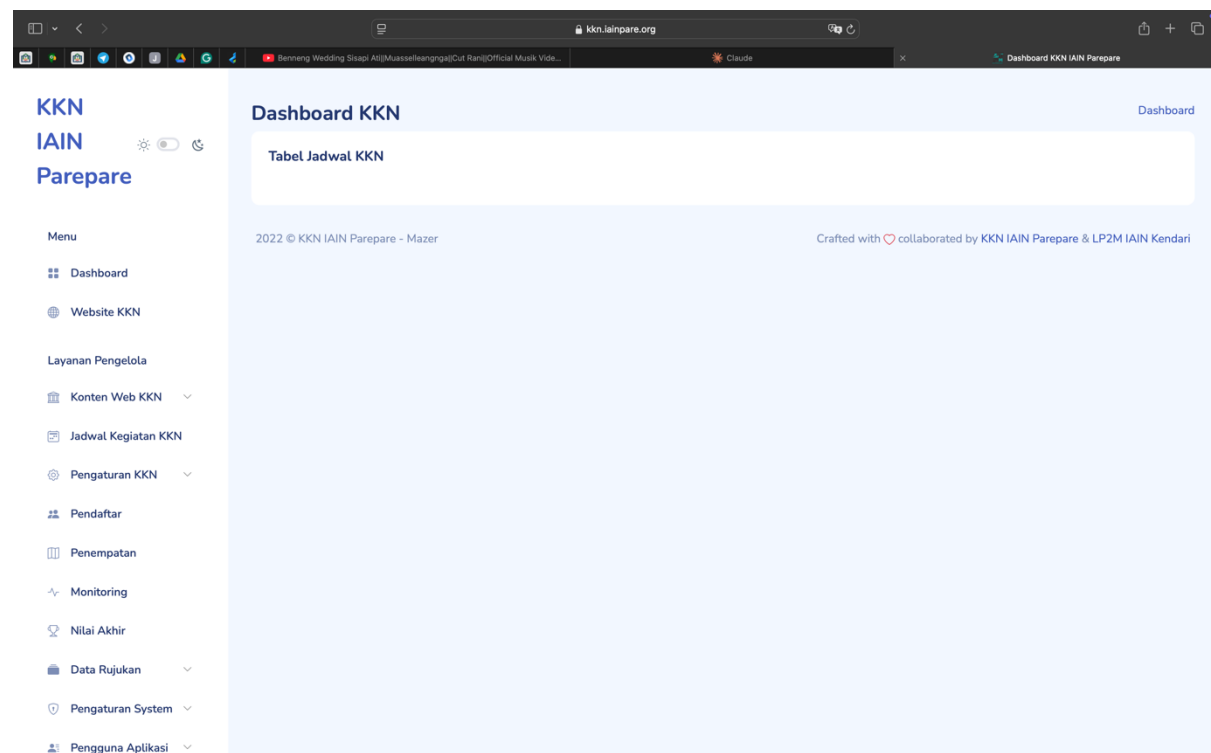 kkn.iainpare.org
Benneng Wedding Sisapi Ati||Muasselleangnga||Cut Rani||Official Musik Vide...
Claude
Dashboard KKN IAIN Parepare
KKN
IAIN
Parepare
Dashboard KKN
Dashboard
Tabel Jadwal KKN
2022 © KKN IAIN Parepare - Mazer
Crafted with collaborated by KKN IAIN Parepare & LP2M IAIN Kendari
Menu
Dashboard
Website KKN
Layanan Pengelola
Konten Web KKN
Jadwal Kegiatan KKN
Pengaturan KKN
Pendaftar
Penempatan
Monitoring
Nilai Akhir
Data Rujukan
Pengaturan System
Pengguna Aplikasi